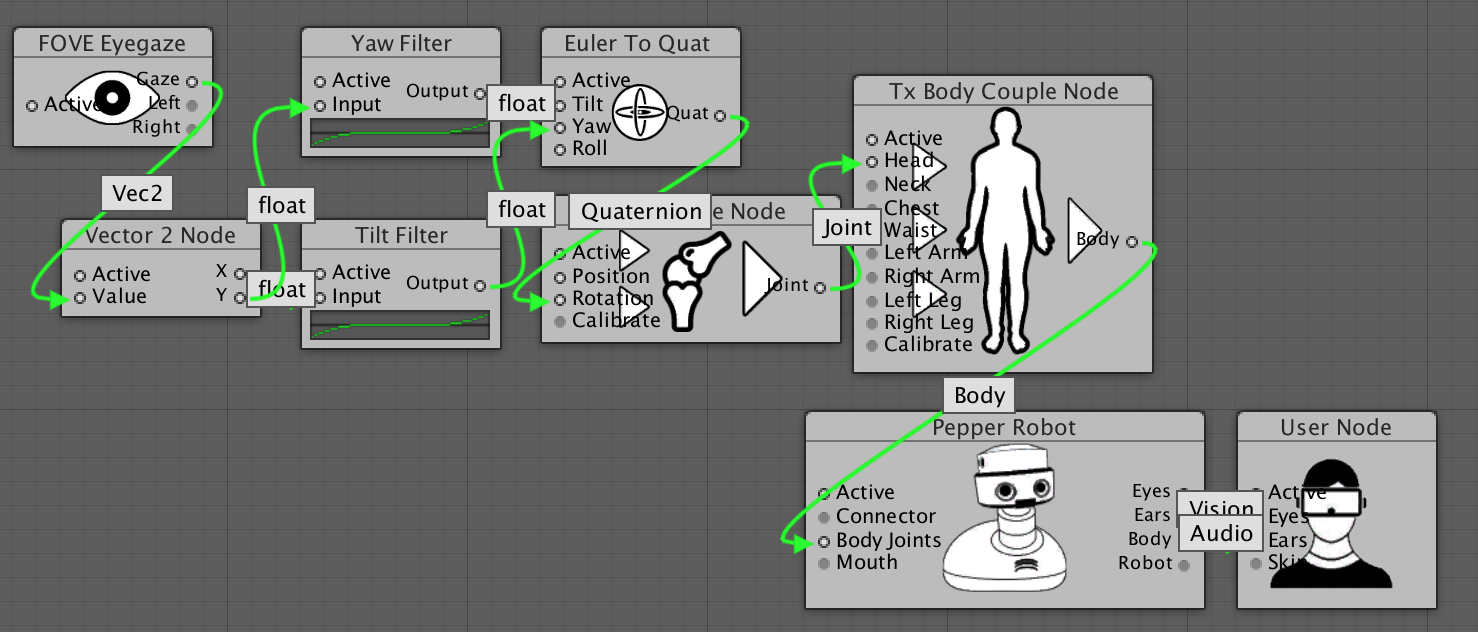 FOVE Eyegaze
Gaze
Active
Left
Right
Vec2
Vector 2 Node
Active
Value
X
Y
float
float
Yaw Filter
Active
Input
Output
float
Tilt Filter
Active
Input
Output
float
Euler To Quat
Active
Tilt
Yaw
Roll
Quat
Quaternion
e Node
Active
Position
Rotation
Calibrate
Joint
Joint
Tx Body Couple Node
Active
Head
Neck
Chest
Waist
Left Arm
Right Arm
Left Leg
Right Leg
Calibrate
Body
Body
Pepper Robot
Active
Connector
Body Joints
Mouth
Eyes
Ears
Body
Robot
Vision
Audio
User Node
Active
Eyes
Ears
Skin